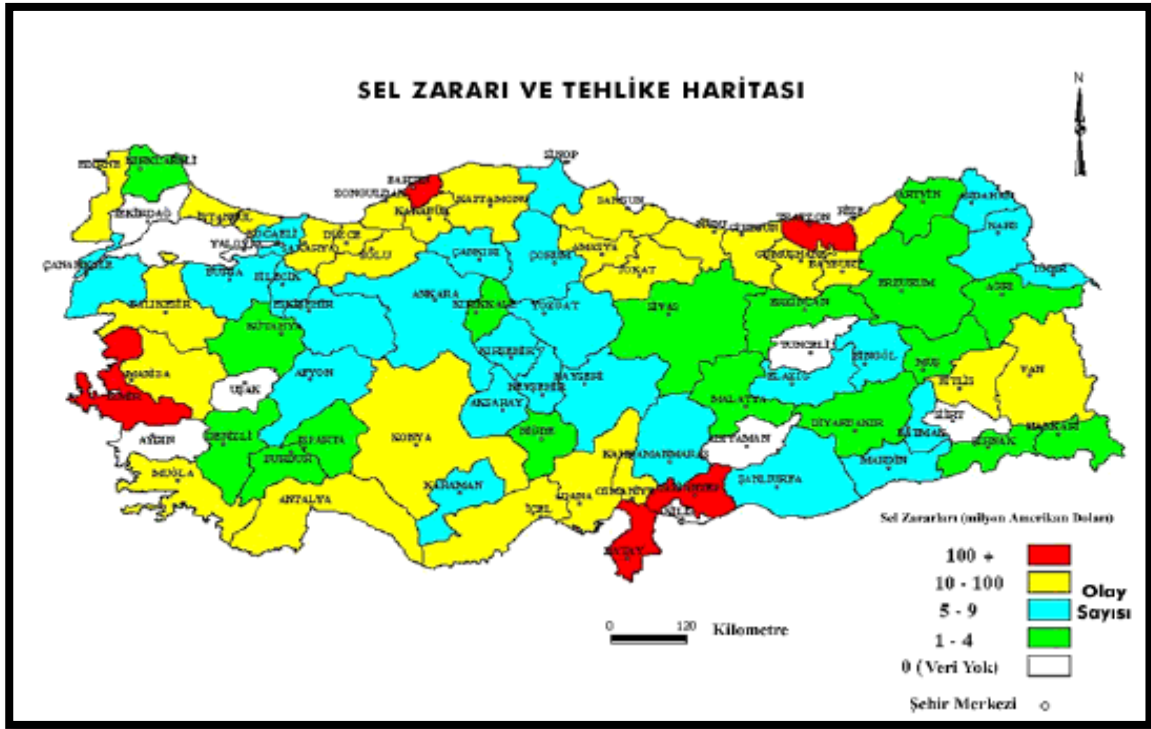 SEL ZARARI VE TEHLİKE HARİTASI
N
SİNOP
EDİRNE
KIRKLARELİ
BARTIN
ZONGULDAK
KASTAMONU
SAMSUN
ARTVİN
ARDAHAN
TEKİRDAĞ
İSTANBUL
KARABÜK
ORDU
GİRESUN
TRABZON
RİZE
KARS
YALOVA
KOCAELİ
SAKARYA
DÜZCE
BOLU
ÇANKIRI
ÇORUM
AMASYA
TOKAT
GÜMÜŞHANE
BAYBURT
ÇANAKKALE
BURSA
BİLECİK
ANKARA
IĞDIR
BALIKESİR
ESKİŞEHİR
KIRIKKALE
YOZGAT
SİVAS
ERZİNCAN
ERZURUM
AĞRI
KÜTAHYA
TUNCELİ
BİNGÖL
MUŞ
MANİSA
UŞAK
AFYON
KIRŞEHİR
NEVŞEHİR
KAYSERİ
ELAZIĞ
BİTLİS
VAN
İZMİR
AKSARAY
MALATYA
DİYARBAKIR
SİİRT
AYDIN
DENİZLİ
ISPARTA
KONYA
NİĞDE
ADIYAMAN
BATMAN
ŞIRNAK
HAKKARİ
BURDUR
KAHRAMANMARAŞ
MARDİN
MUĞLA
ANTALYA
KARAMAN
İÇEL
ADANA
OSMANİYE
GAZİANTEP
ŞANLIURFA
KİLİS
HATAY
Sel Zararları (milyon Amerikan Doları)
100 +
10 - 100
5 - 9
1 - 4
0 ( Veri Yok)
Olay
Sayısı
0 120 Kilometre
Şehir Merkezi